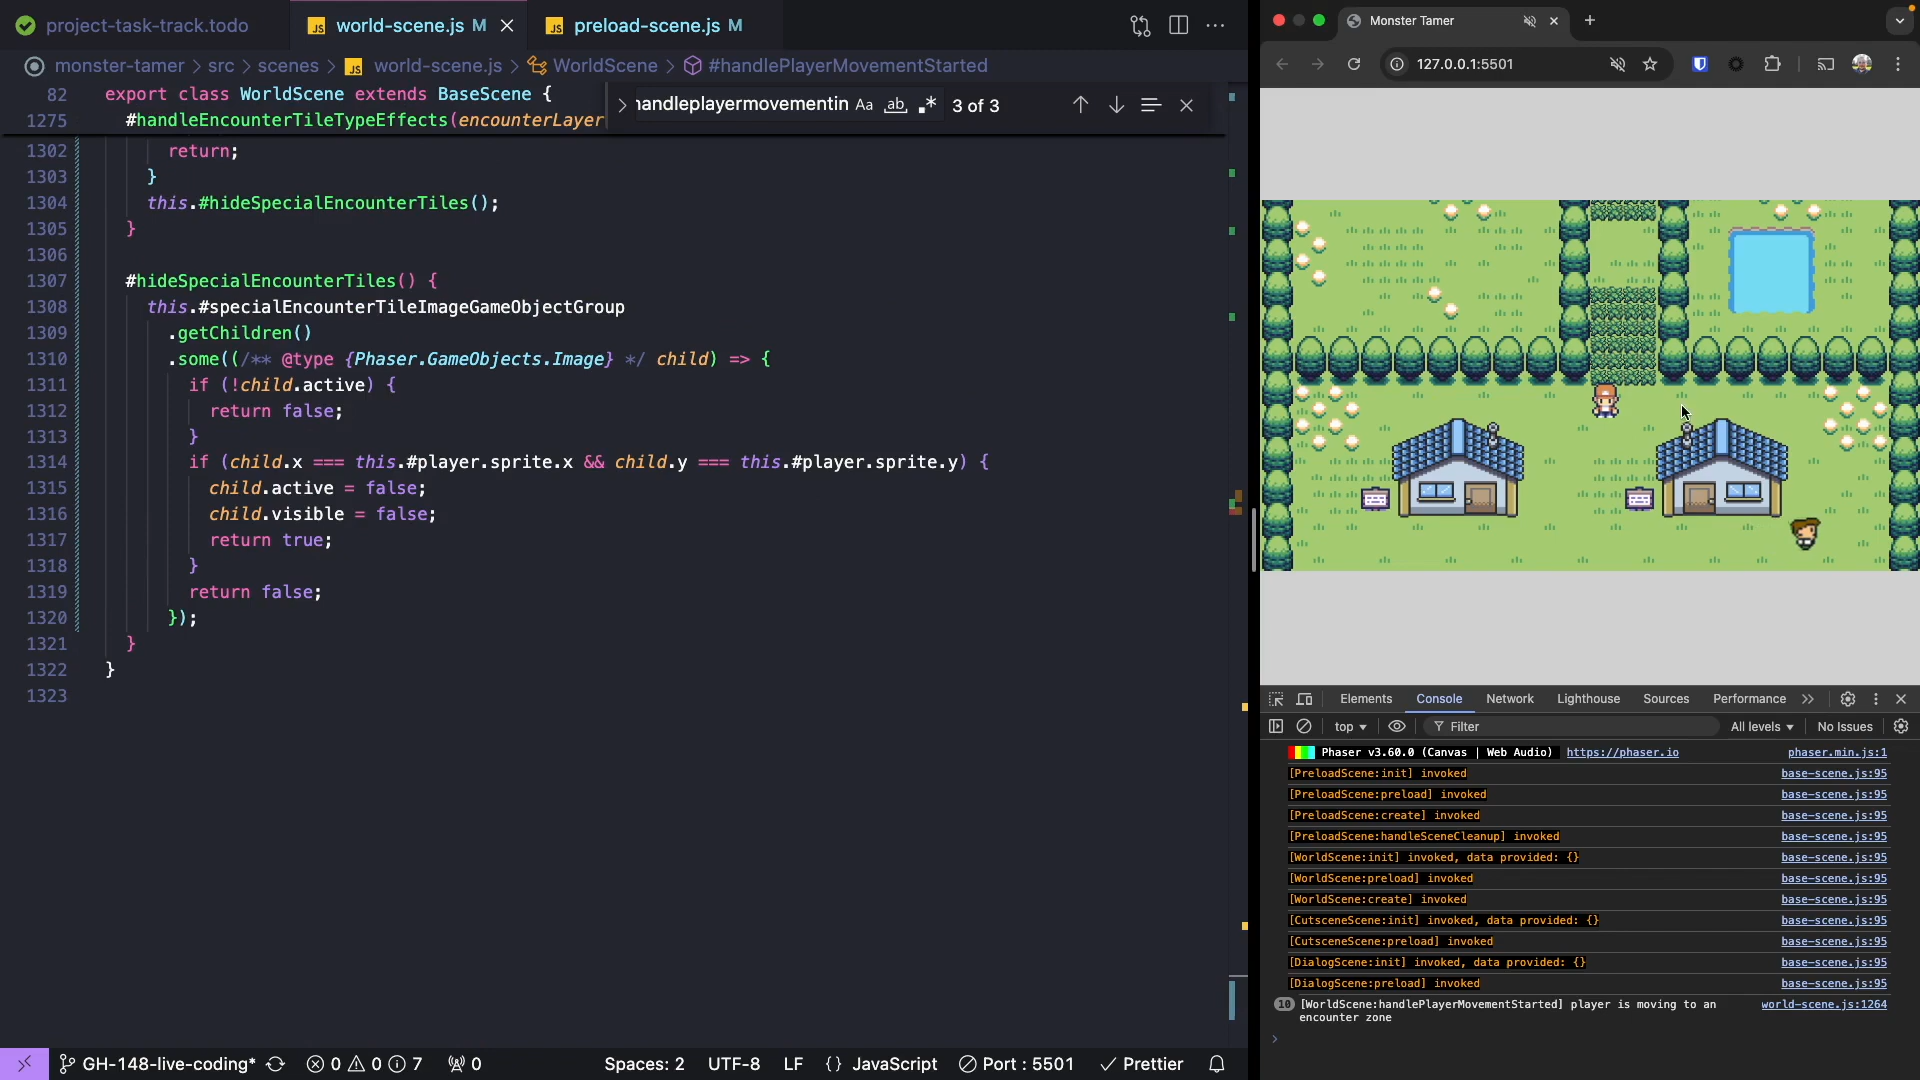 project-task-track.todo
world-scene.js M
preload-scene.js M
monster-tamer > src > scenes > world-scene.js > WorldScene > #handlePlayerMovementStarted
82 export class WorldScene extends BaseScene {
1275 #handleEncounterTileTypeEffects(encounterLayer
handleplayermovementin Aa ab .* 3 of 3
1302 return;
1303 }
1304 this.#hideSpecialEncounterTiles();
1305 }
1306
1307 #hideSpecialEncounterTiles() {
1308 this.#specialEncounterTileImageGameObjectGroup
1309 .getChildren()
1310 .some((/** @type {Phaser.GameObjects.Image} */ child) => {
1311 if (!child.active) {
1312 return false;
1313 }
1314 if (child.x === this.#player.sprite.x && child.y === this.#player.sprite.y) {
1315 child.active = false;
1316 child.visible = false;
1317 return true;
1318 }
1319 return false;
1320 });
1321 }
1322 }
1323
GH-148-live-coding* 0 0 7 0 Spaces: 2 UTF-8 LF {} JavaScript Port : 5501 Prettier
Monster Tamer
127.0.0.1:5501
Elements Console Network Lighthouse Sources Performance
top Filter All levels No Issues
Phaser v3.60.0 (Canvas | Web Audio) https://phaser.io phaser.min.js:1
[PreloadScene:init] invoked base-scene.js:95
[PreloadScene:preload] invoked base-scene.js:95
[PreloadScene:create] invoked base-scene.js:95
[PreloadScene:handleSceneCleanup] invoked base-scene.js:95
[WorldScene:init] invoked, data provided: {} base-scene.js:95
[WorldScene:preload] invoked base-scene.js:95
[WorldScene:create] invoked base-scene.js:95
[CutsceneScene:init] invoked, data provided: {} base-scene.js:95
[CutsceneScene:preload] invoked base-scene.js:95
[DialogScene:init] invoked, data provided: {} base-scene.js:95
[DialogScene:preload] invoked base-scene.js:95
10 [WorldScene:handlePlayerMovementStarted] player is moving to an world-scene.js:1264
encounter zone